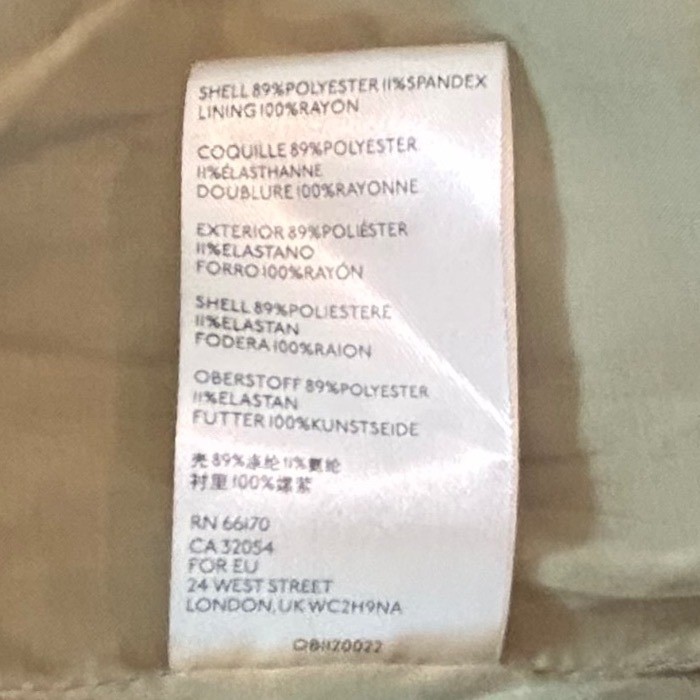 SHELL 89%POLYESTER 11%SPANDEX
LINING 100%RAYON
COQUILLE 89%POLYESTER
11%ÉLASTHANNE
DOUBLURE 100%RAYONNE
EXTERIOR 89%POLIÉSTER
11%ELASTANO
FORRO 100%RAYÓN
SHELL 89%POLIESTERE
11%ELASTAN
FODERA 100%RAION
OBERSTOFF 89%POLYESTER
11%ELASTAN
FUTTER 100%KUNSTSEIDE
壳 89%涤纶 11%氨纶
衬里 100%嫘萦
RN 66170
CA 32054
FOR EU
24 WEST STREET
LONDON, UK WC2H9NA